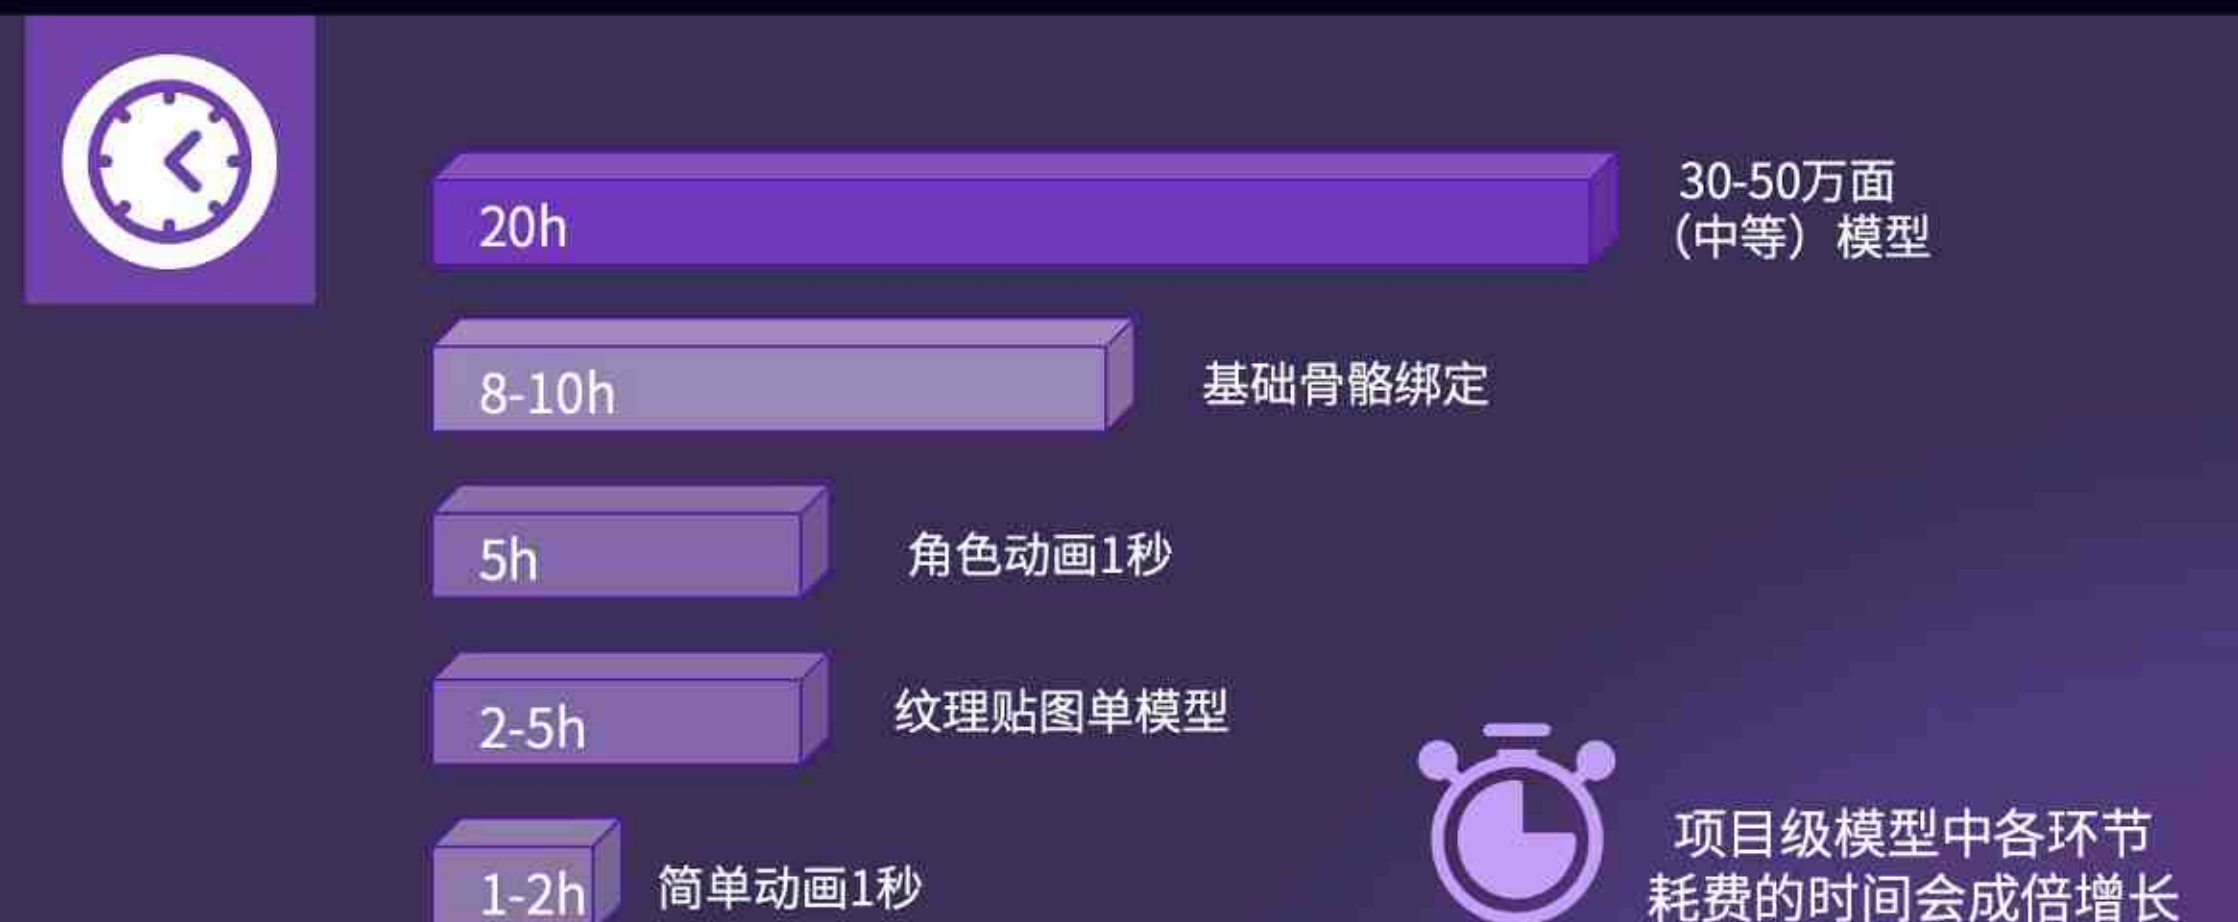 20h
30-50万面
（中等）模型
8-10h
基础骨骼绑定
5h
角色动画1秒
2-5h
纹理贴图单模型
1-2h
简单动画1秒
项目级模型中各环节
耗费的时间会成倍增长